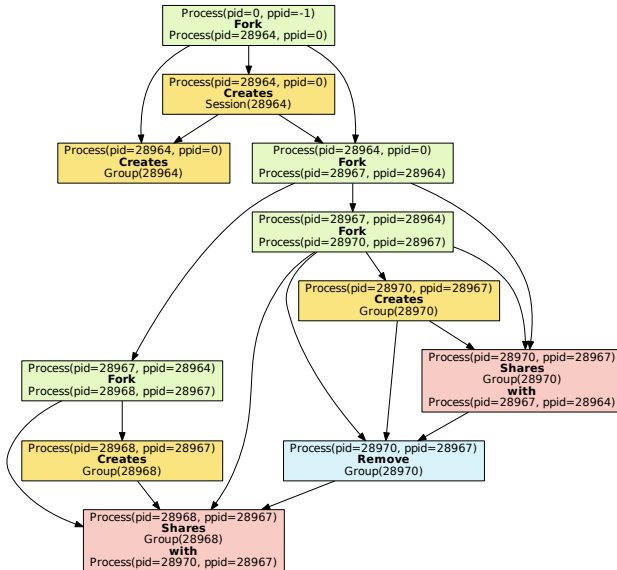 Process(pid=0, ppid=-1)
Fork
Process(pid=28964, ppid=0)
Process(pid=28964, ppid=0)
Creates
Session(28964)
Process(pid=28964, ppid=0)
Creates
Group(28964)
Process(pid=28964, ppid=0)
Fork
Process(pid=28967, ppid=28964)
Process(pid=28967, ppid=28964)
Fork
Process(pid=28970, ppid=28967)
Process(pid=28970, ppid=28967)
Creates
Group(28970)
Process(pid=28970, ppid=28967)
Shares
Group(28970)
with
Process(pid=28967, ppid=28964)
Process(pid=28967, ppid=28964)
Fork
Process(pid=28968, ppid=28967)
Process(pid=28968, ppid=28967)
Creates
Group(28968)
Process(pid=28970, ppid=28967)
Remove
Group(28970)
Process(pid=28968, ppid=28967)
Shares
Group(28968)
with
Process(pid=28970, ppid=28967)